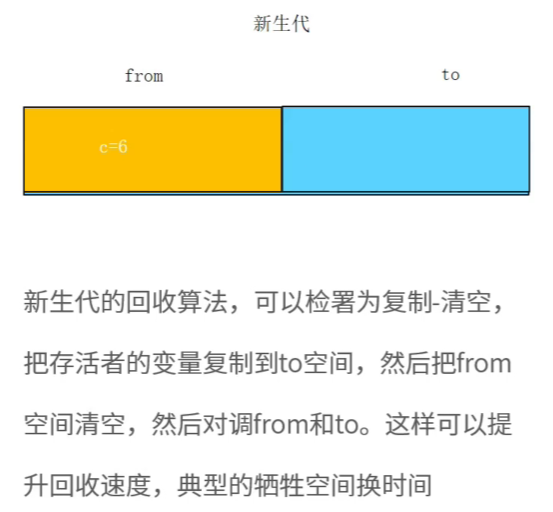 新生代
from to
c=6
新生代的回收算法，可以检署为复制-清空，
把存活者的变量复制到to空间，然后把from
空间清空，然后对调from和to。这样可以提
升回收速度，典型的牺牲空间换时间